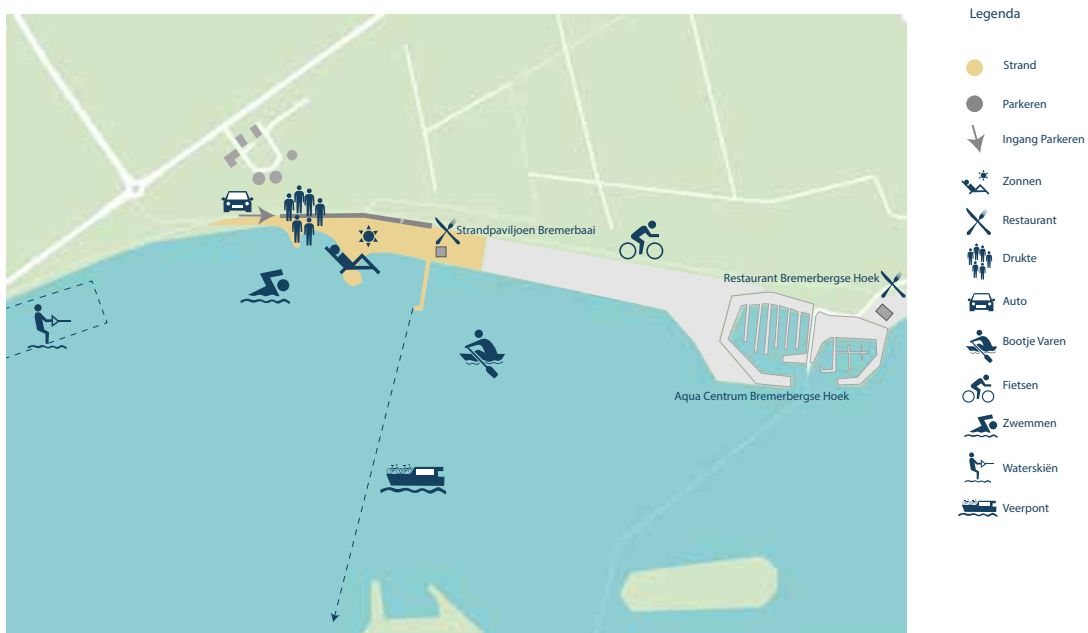 Legenda
Strand
Parkeren
Ingang Parkeren
Zonnen
Restaurant
Drukte
Auto
Bootje Varen
Fietsen
Zwemmen
Waterskiën
Veerpont
Strandpaviljoen Bremerbaai
Restaurant Bremerbergse Hoek
Aqua Centrum Bremerbergse Hoek